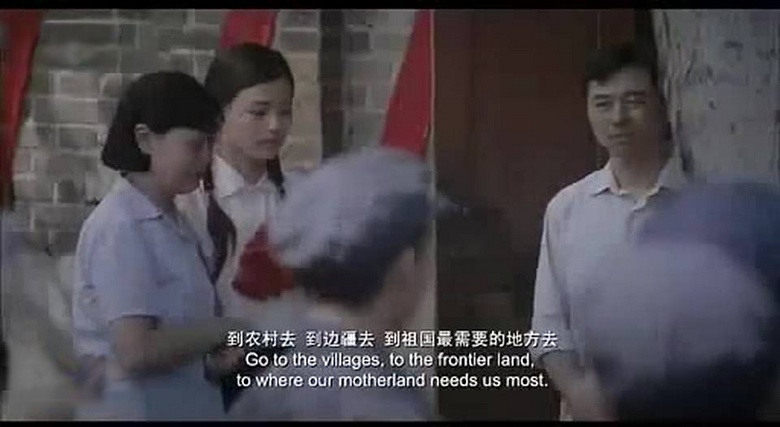 到农村去 到边疆去 到祖国最需要的地方去
Go to the villages, to the frontier land,
to where our motherland needs us most.